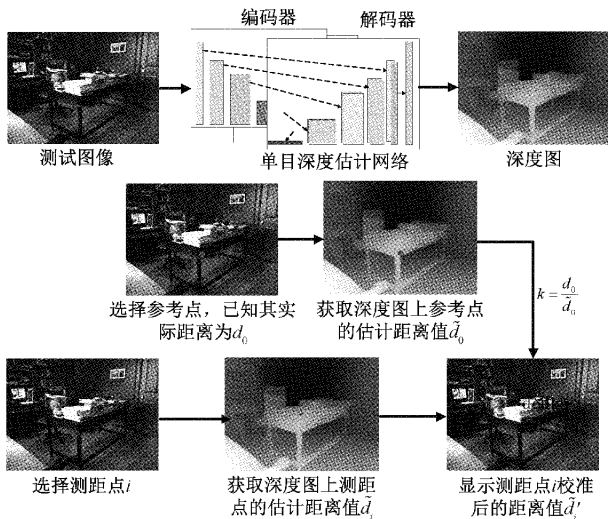 编码器
解码器
测试图像
单目深度估计网络
深度图
选择参考点，已知其实
际距离为d₀
获取深度图上参考点
的估计距离值d̃₀
k = d₀ / d̃₀
选择测距点i
获取深度图上测距
点的估计距离值d̃ᵢ
显示测距点i校准
后的距离值d̃ᵢ'